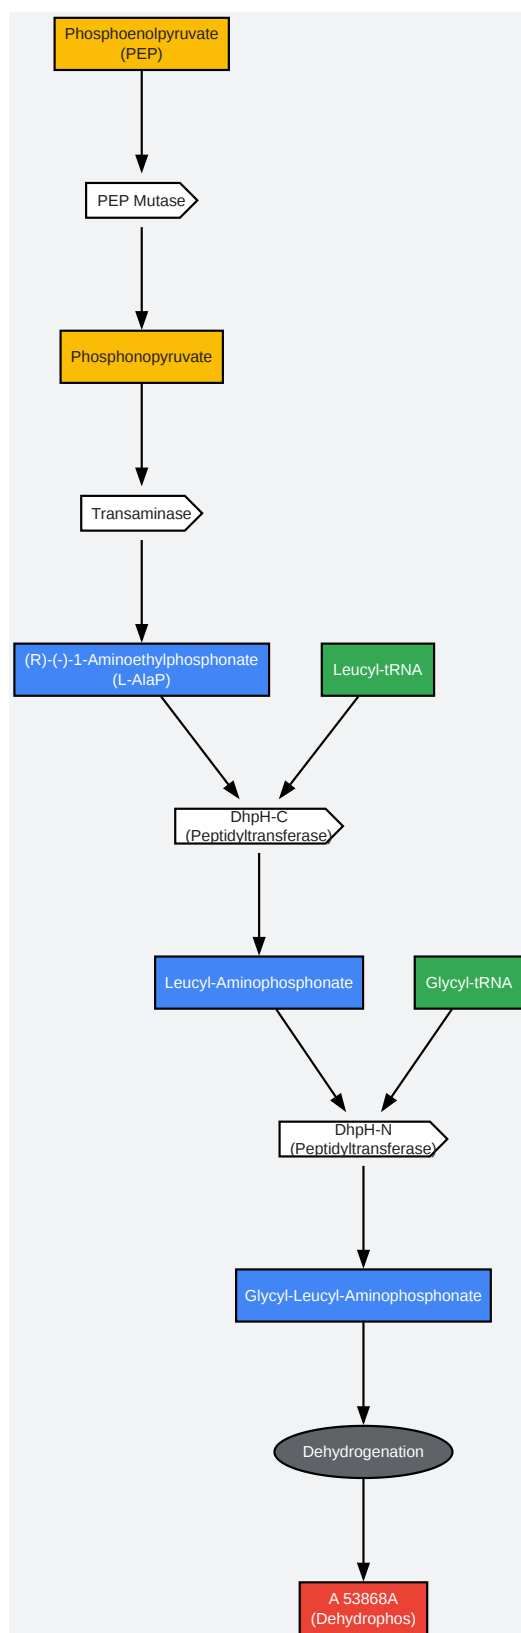 Phosphoenolpyruvate
(PEP)
PEP Mutase
Phosphonopyruvate
Transaminase
(R)-(-)-1-Aminoethylphosphonate
(L-AlaP)
Leucyl-tRNA
DhpH-C
(Peptidyltransferase)
Leucyl-Aminophosphonate
Glycyl-tRNA
DhpH-N
(Peptidyltransferase)
Glycyl-Leucyl-Aminophosphonate
Dehydrogenation
A 53868A
(Dehydrophos)